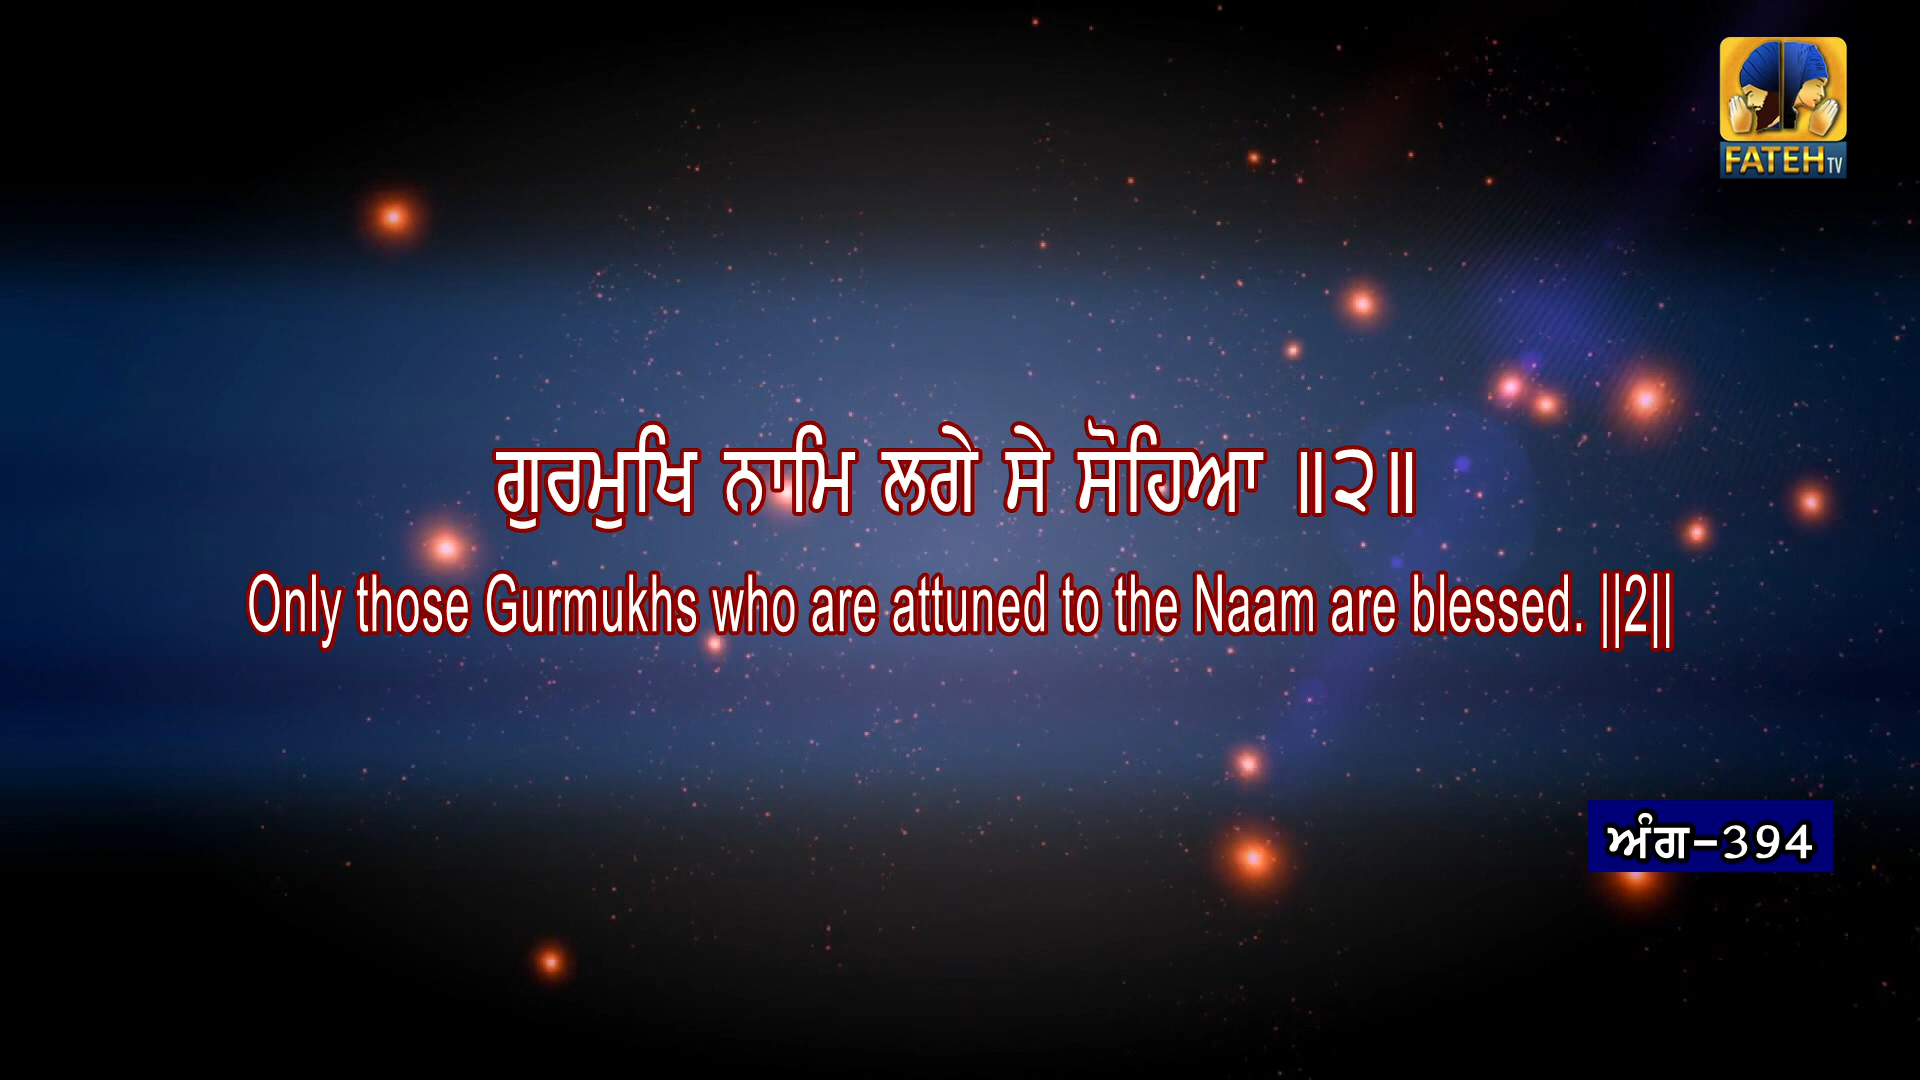 FATEH TV
ਗੁਰਮੁਖਿ ਨਾਮਿ ਲਗੇ ਸੇ ਸੋਹਿਆ ॥੨॥
Only those Gurmukhs who are attuned to the Naam are blessed. ||2||
ਅੰਗ-394